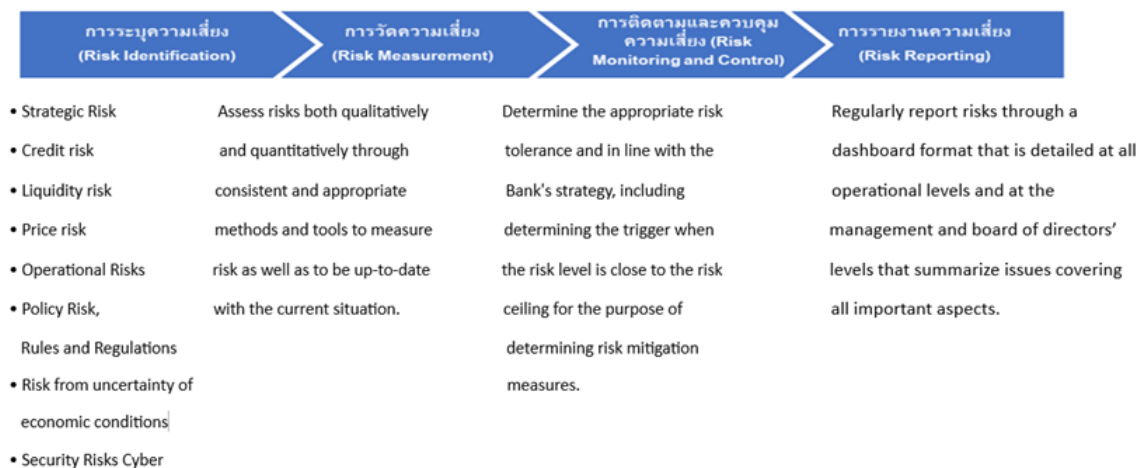 การระบุความเสี่ยง
(Risk Identification)
การวัดความเสี่ยง
(Risk Measurement)
การติดตามและควบคุม
ความเสี่ยง (Risk
Monitoring and Control)
การรายงานความเสี่ยง
(Risk Reporting)
• Strategic Risk
• Credit risk
• Liquidity risk
• Price risk
• Operational Risks
• Policy Risk,
Rules and Regulations
• Risk from uncertainty of
economic conditions
• Security Risks Cyber
Assess risks both qualitatively
and quantitatively through
consistent and appropriate
methods and tools to measure
risk as well as to be up-to-date
with the current situation.
Determine the appropriate risk
tolerance and in line with the
Bank's strategy, including
determining the trigger when
the risk level is close to the risk
ceiling for the purpose of
determining risk mitigation
measures.
Regularly report risks through a
dashboard format that is detailed at all
operational levels and at the
management and board of directors’
levels that summarize issues covering
all important aspects.